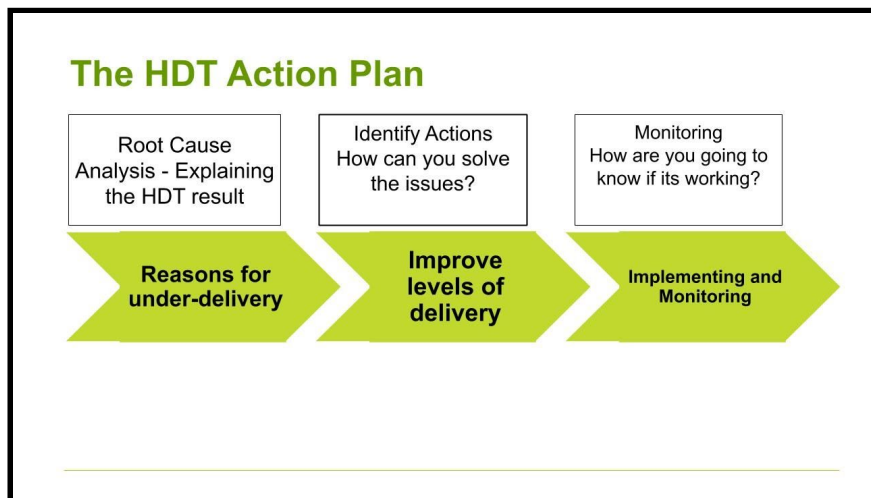 The HDT Action Plan
Root Cause
Analysis - Explaining
the HDT result
Identify Actions
How can you solve
the issues?
Monitoring
How are you going to
know if its working?
Reasons for
under-delivery
Improve
levels of
delivery
Implementing and
Monitoring